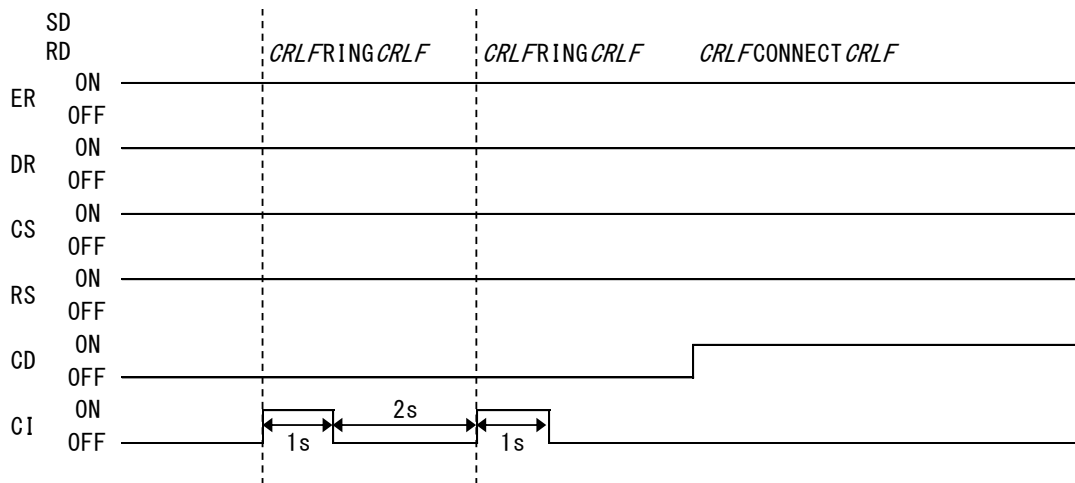 SD
RD CRLFRINGCRLF CRLFRINGCRLF CRLFCONNECTCRLF
ER ON
OFF
DR ON
OFF
CS ON
OFF
RS ON
OFF
CD ON
OFF
CI ON 2s
OFF 1s 1s